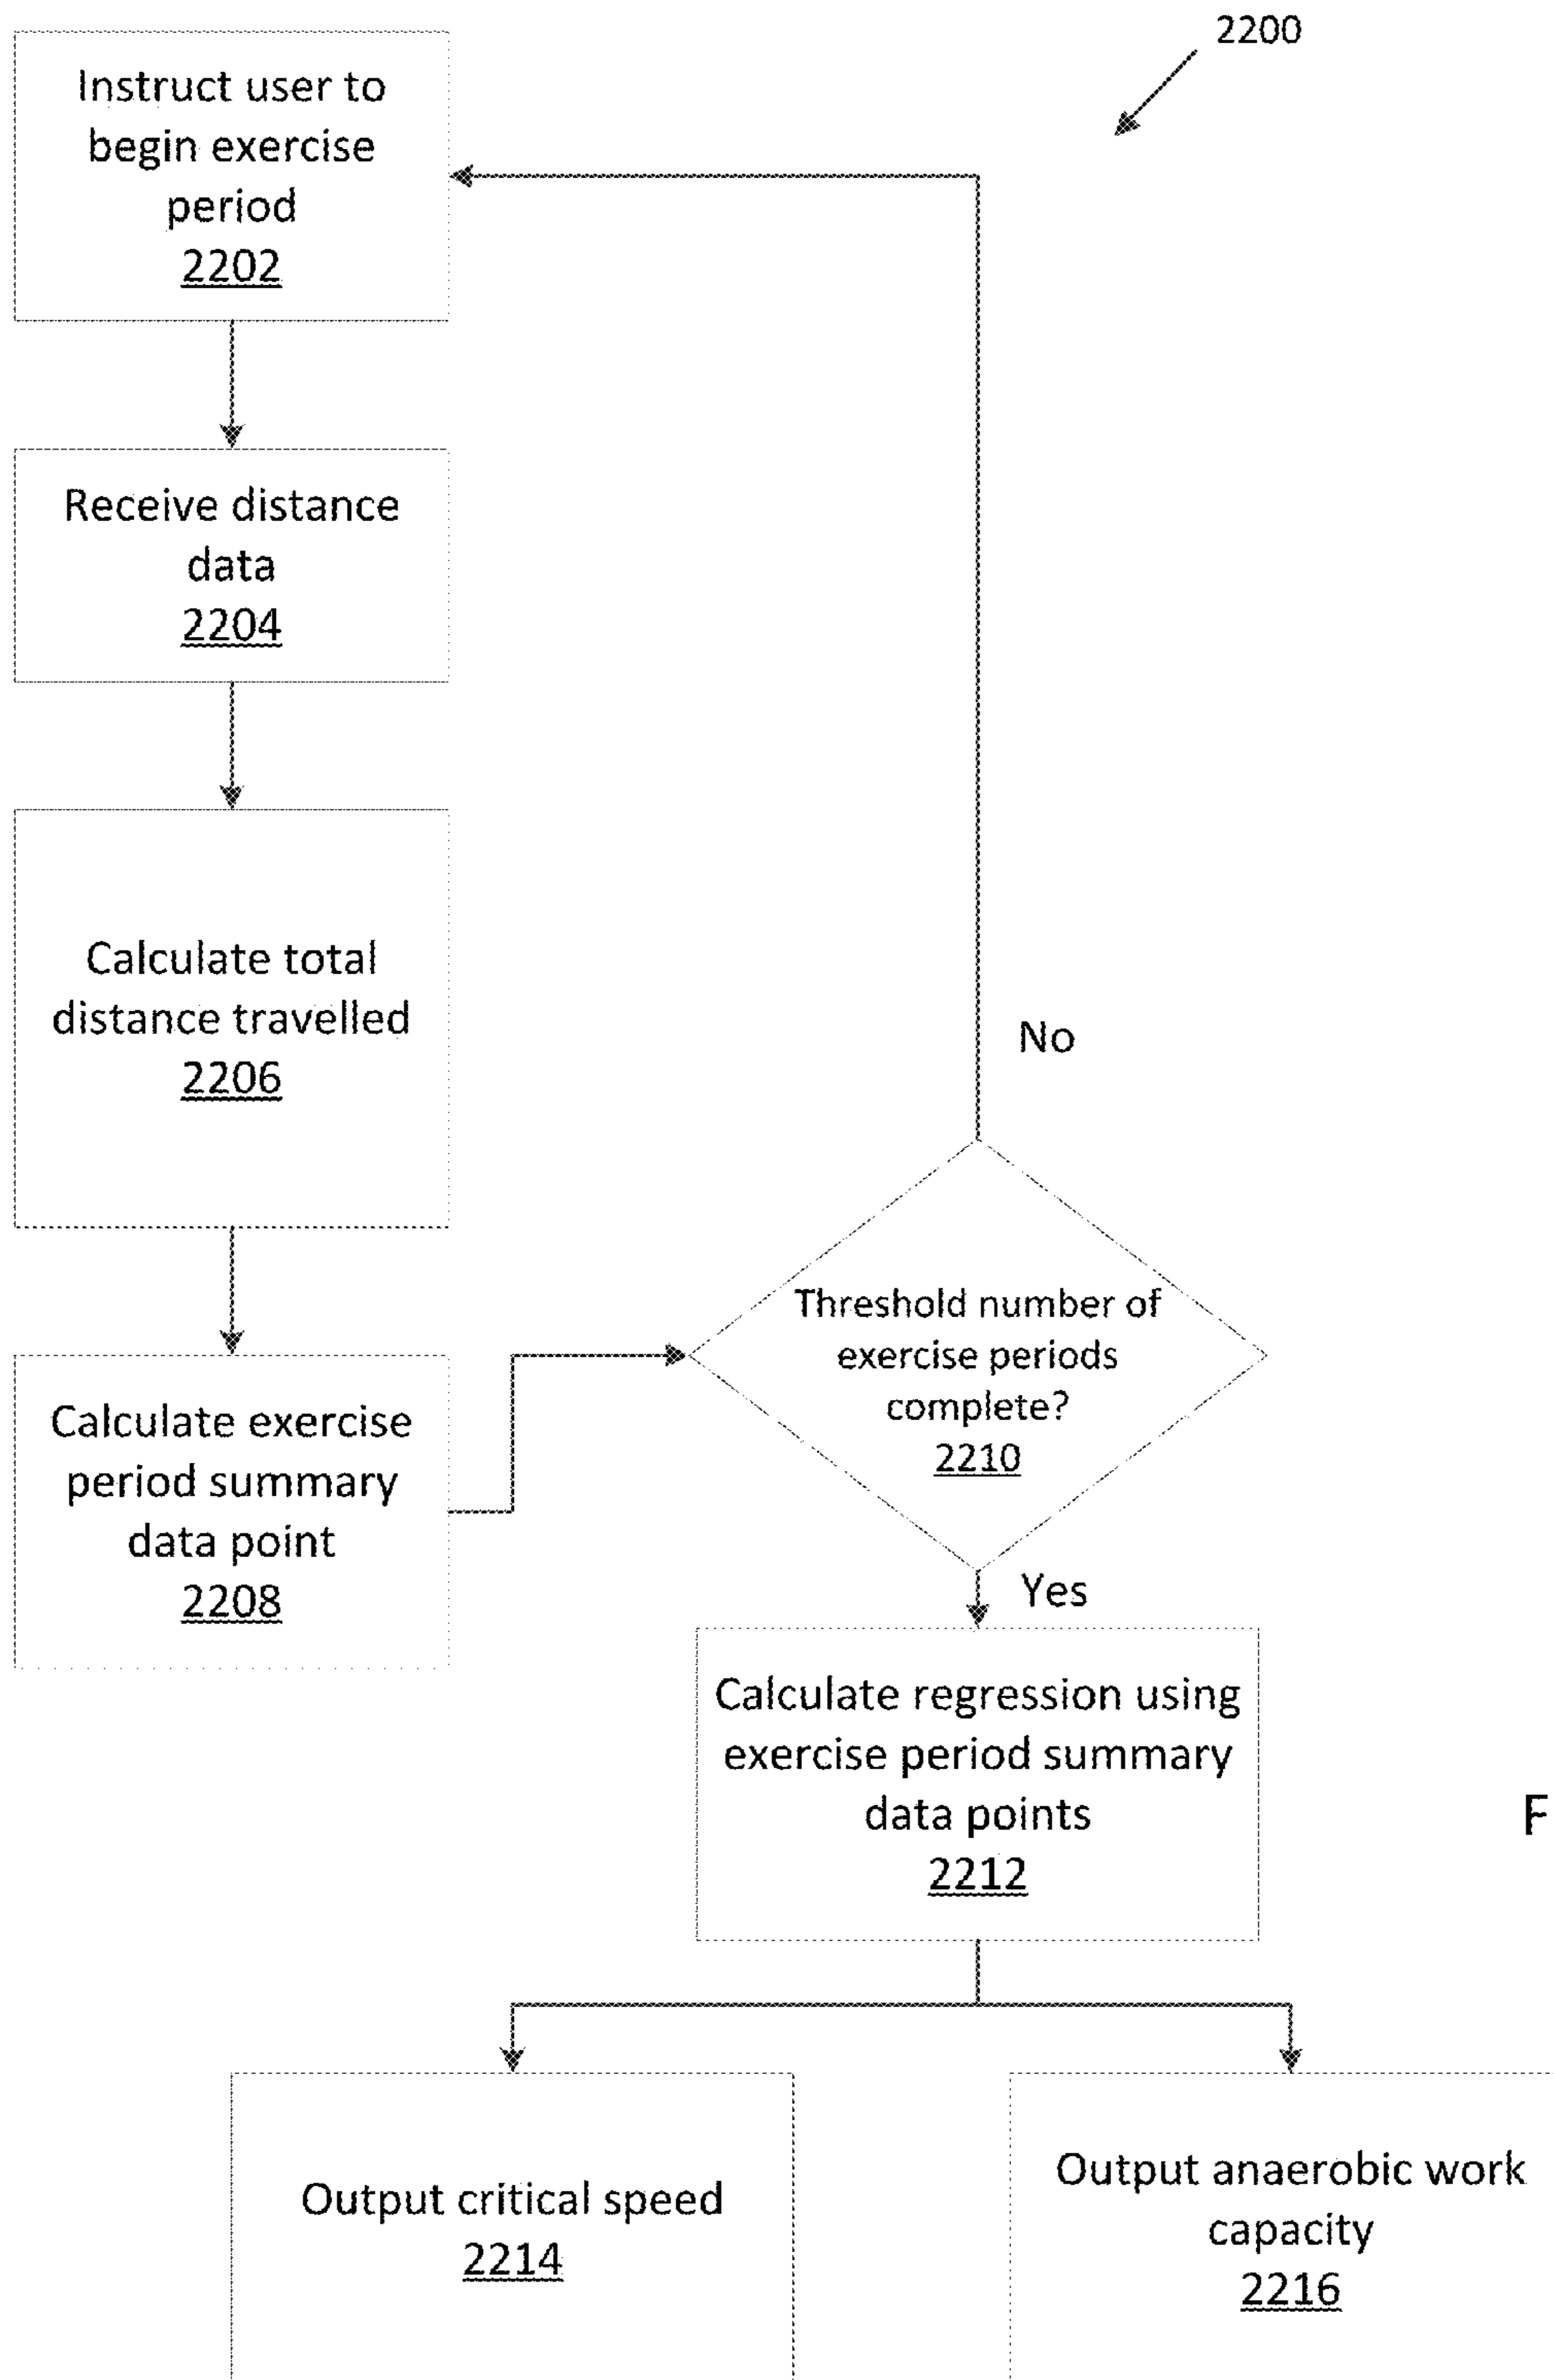 2200
Instruct user to
begin exercise
period
2202
Receive distance
data
2204
Calculate total
distance travelled
2206
No
Threshold number of
exercise periods
complete?
2210
Calculate exercise
period summary
data point
2208
Yes
Calculate regression using
exercise period summary
data points
2212
F
Output critical speed
2214
Output anaerobic work
capacity
2216